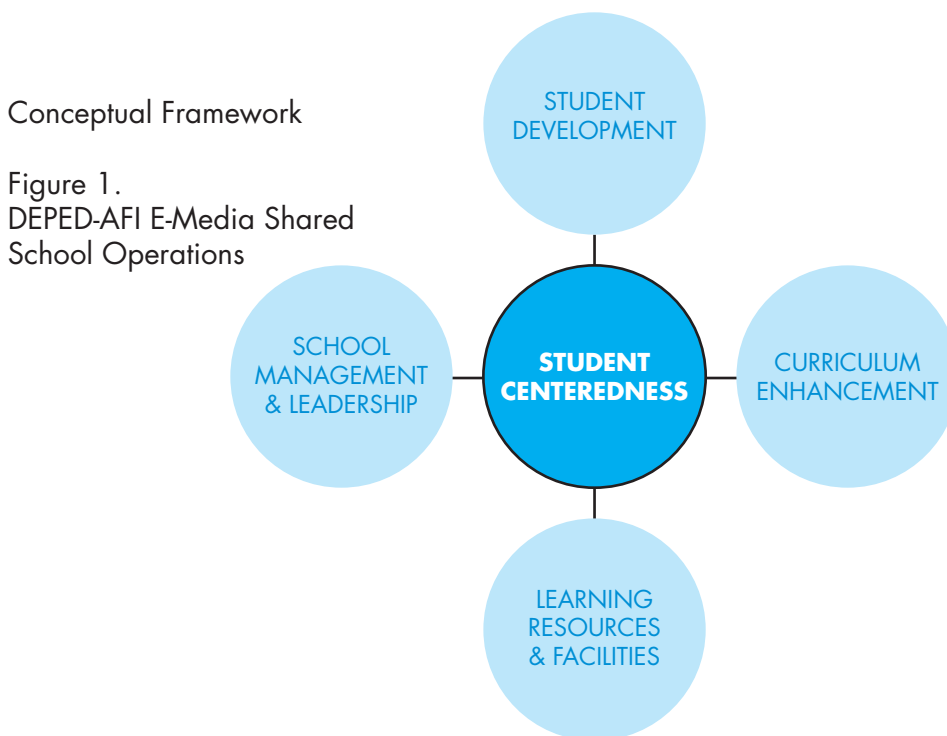 Conceptual Framework
Figure 1.
DEPED-AFI E-Media Shared
School Operations
STUDENT
DEVELOPMENT
SCHOOL
MANAGEMENT
& LEADERSHIP
STUDENT
CENTEREDNESS
CURRICULUM
ENHANCEMENT
LEARNING
RESOURCES
& FACILITIES